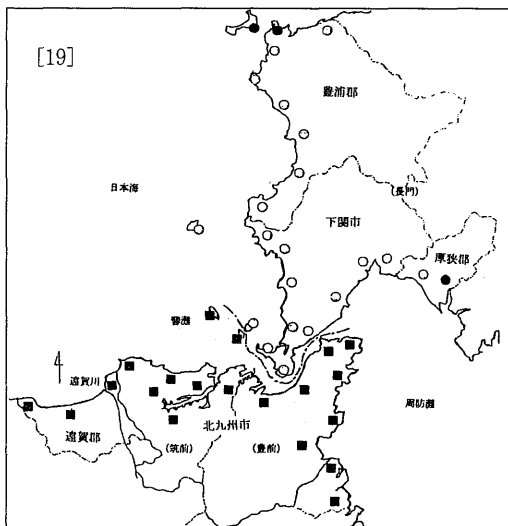 [19]
豊浦郡
日本海
(長門)
下関市
厚狭郡
響灘
遠賀川
周防灘
北九州市
遠賀郡
(筑前)
(豊前)